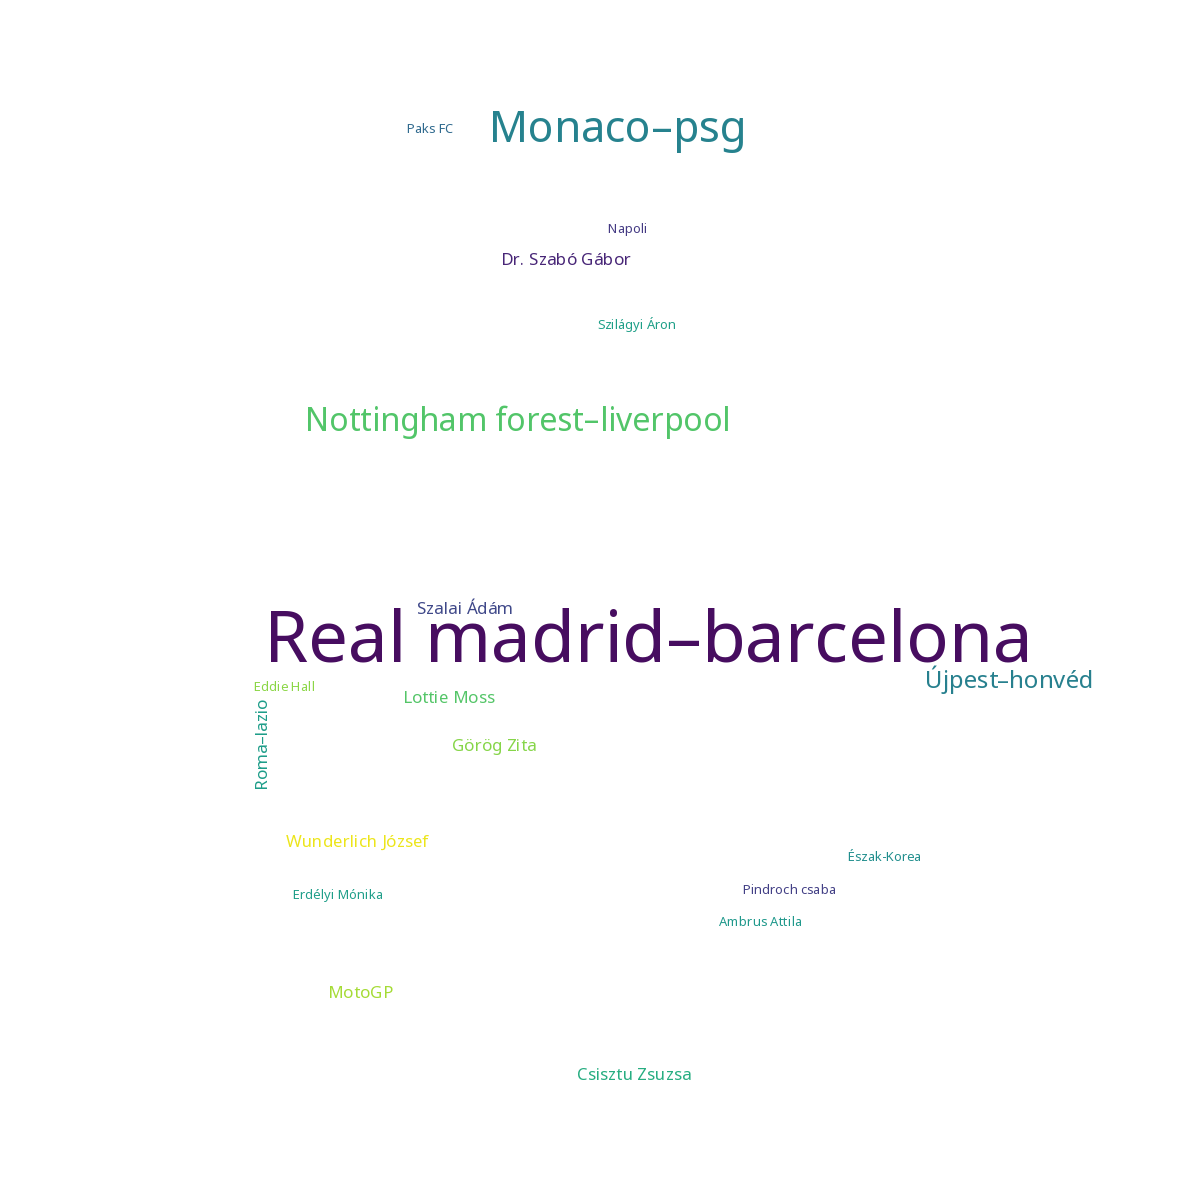 Paks FC
Monaco–psg
Napoli
Dr. Szabó Gábor
Szilágyi Áron
Nottingham forest–liverpool
Szalai Ádám
Real madrid–barcelona
Újpest–honvéd
Eddie Hall
Lottie Moss
Roma–lazio
Görög Zita
Wunderlich József
Észak-Korea
Pindroch csaba
Erdélyi Mónika
Ambrus Attila
MotoGP
Csisztu Zsuzsa